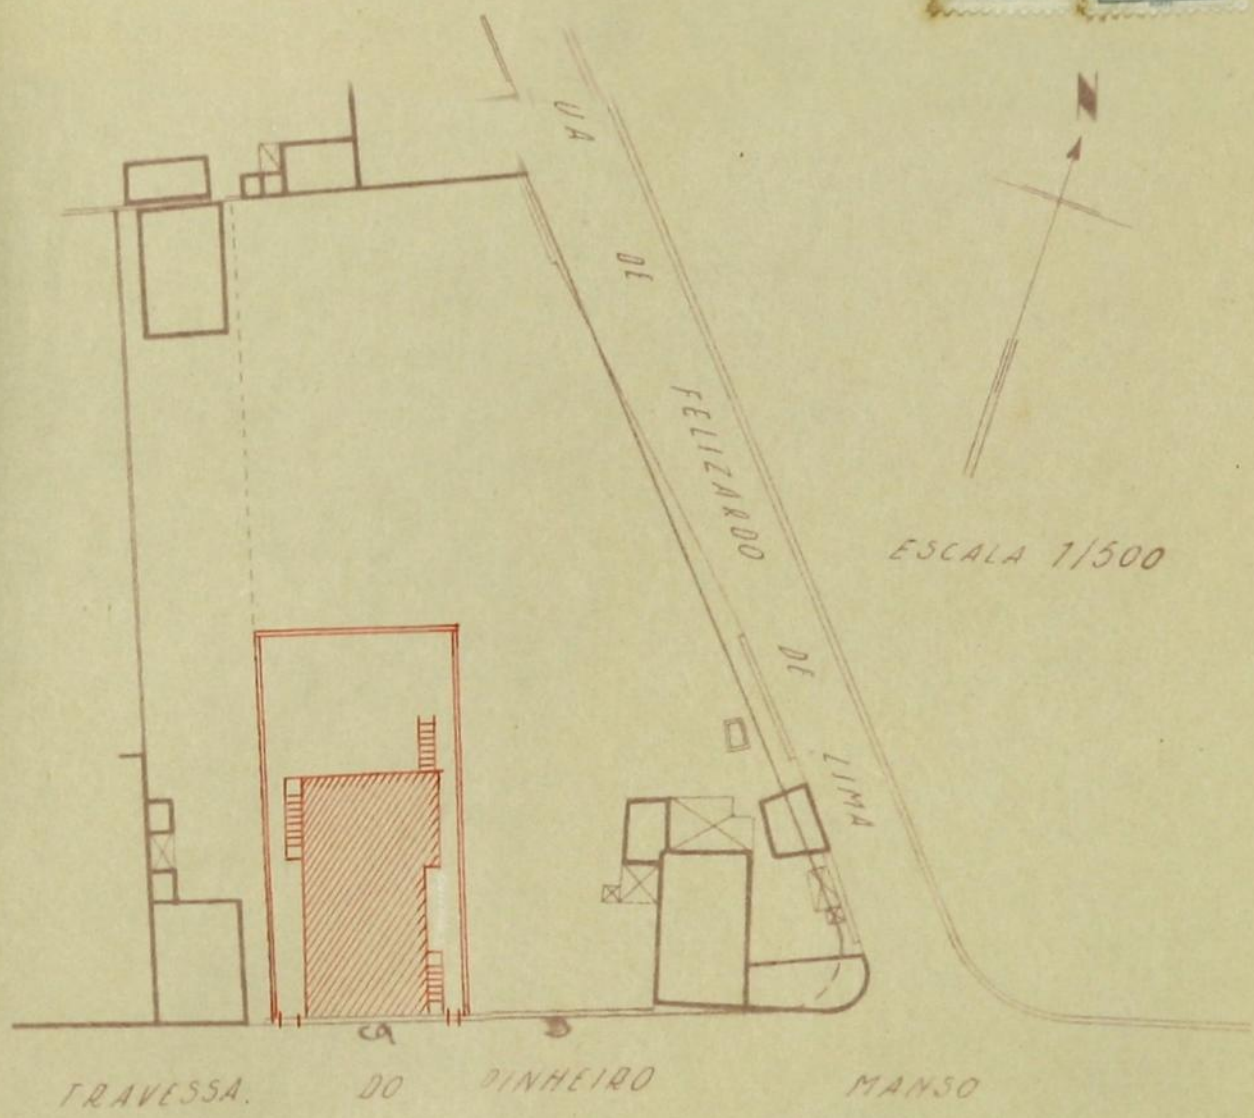 N
UA DE FELIZARDO DE LIMA
ESCALA 1/500
TRAVESSA. DO PINHEIRO MANSO